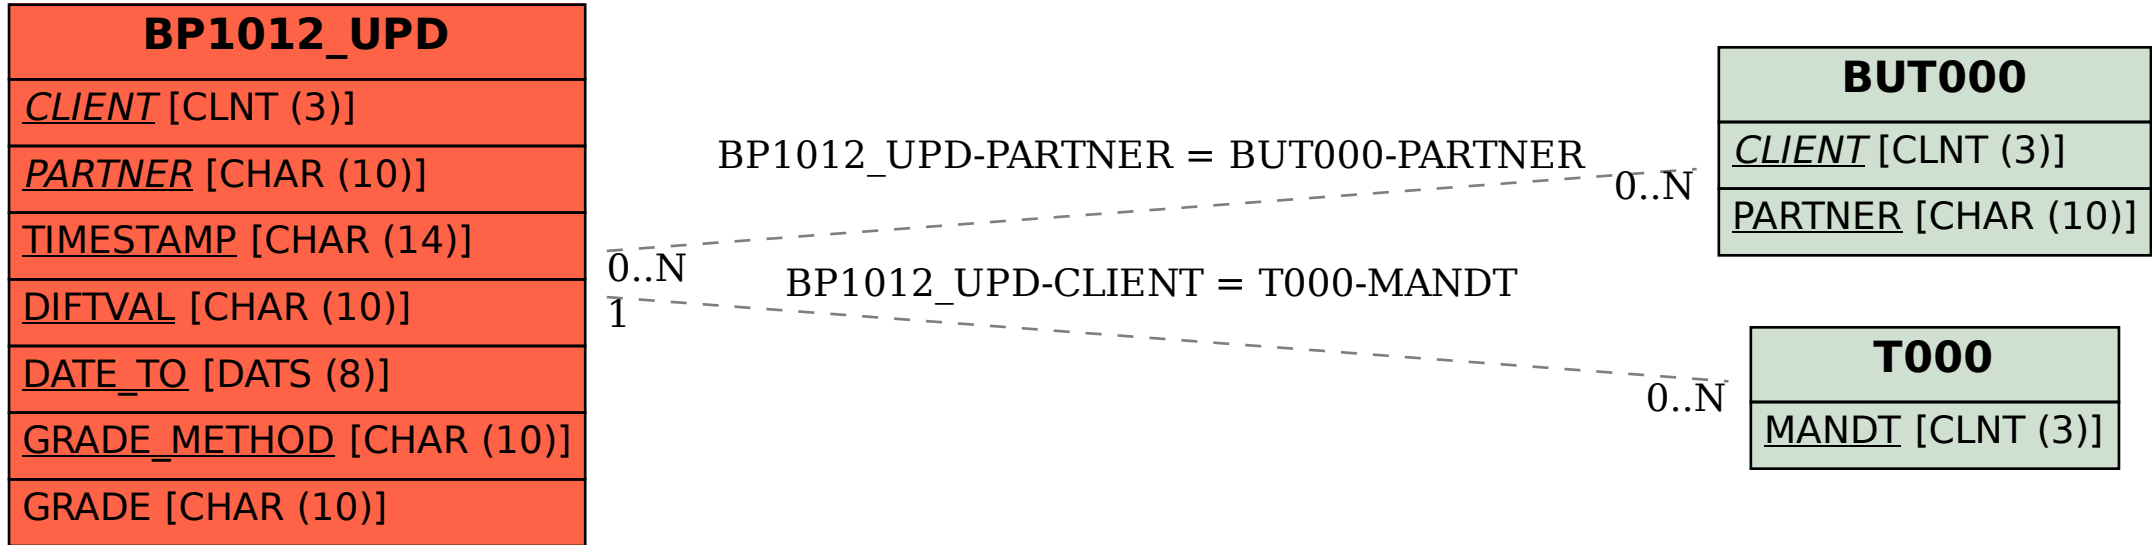 BP1012_UPD
CLIENT [CLNT (3)]
PARTNER [CHAR (10)]
TIMESTAMP [CHAR (14)]
DIFTVAL [CHAR (10)]
DATE_TO [DATS (8)]
GRADE_METHOD [CHAR (10)]
GRADE [CHAR (10)]
BP1012_UPD-PARTNER = BUT000-PARTNER
0..N
0..N
BP1012_UPD-CLIENT = T000-MANDT
1
0..N
BUT000
CLIENT [CLNT (3)]
PARTNER [CHAR (10)]
T000
MANDT [CLNT (3)]